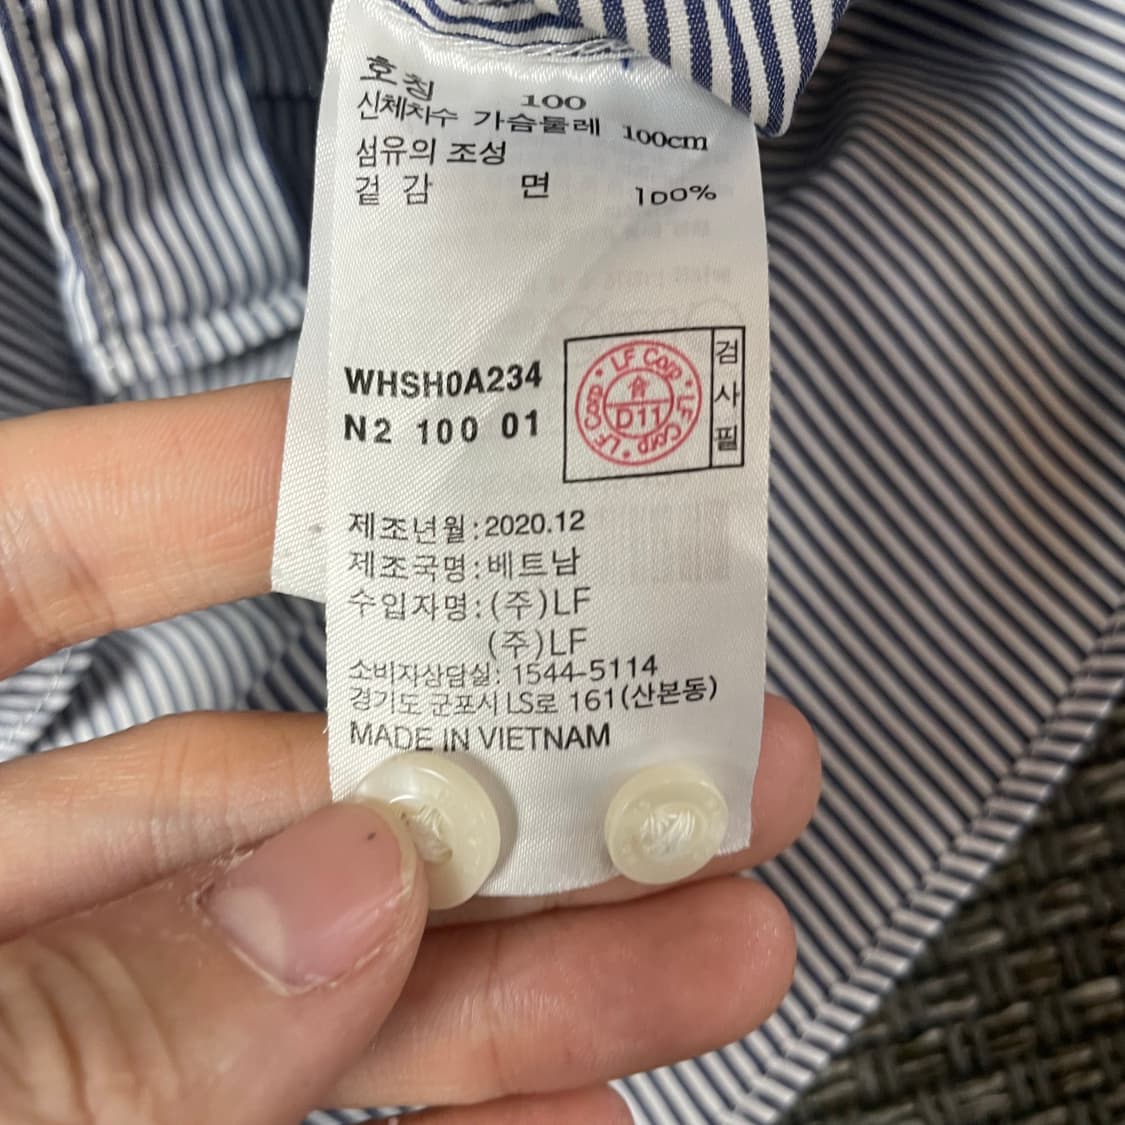 호칭 100
신체치수 가슴둘레 100cm
섬유의 조성
겉 감 면 100%
WHSH0A234
N2 100 01
LF Corp • LF Corp • LF Corp •
合
D11
검사필
제조년월:2020.12
제조국명:베트남
수입자명:(주)LF
(주)LF
소비자상담실: 1544-5114
경기도 군포시 LS로 161(산본동)
MADE IN VIETNAM